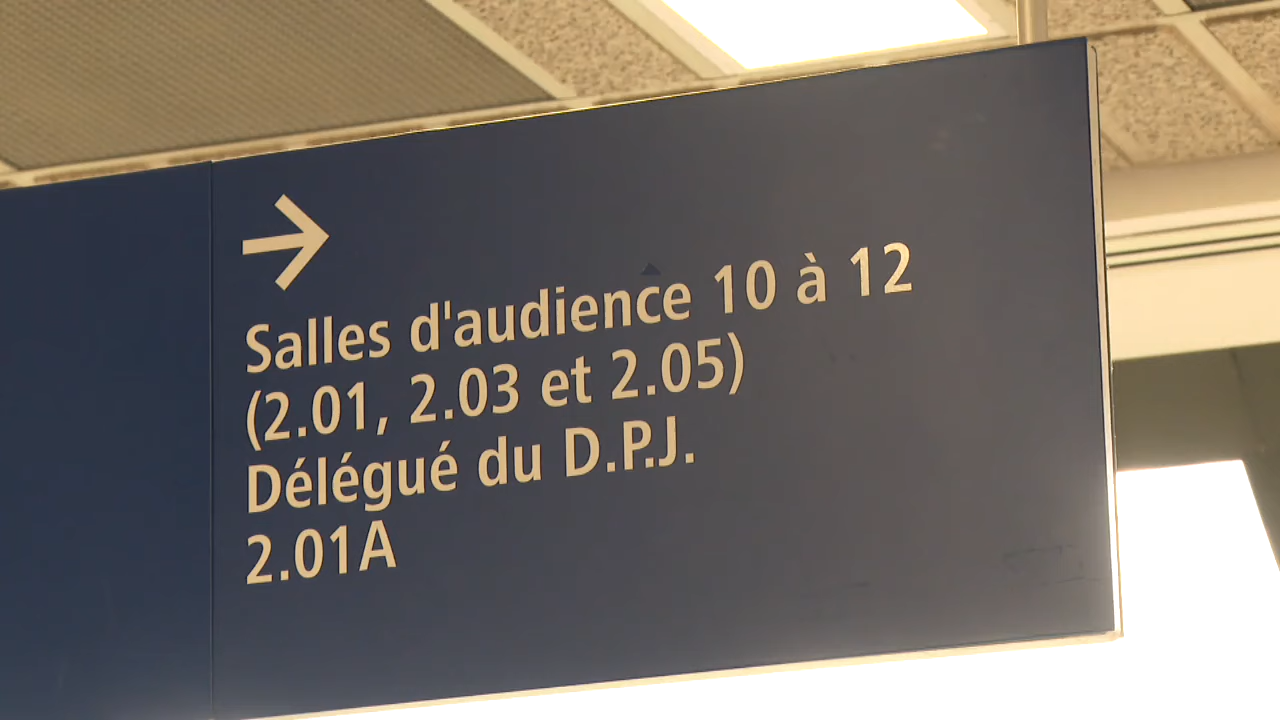 Salles d'audience 10 à 12
(2.01, 2.03 et 2.05)
Délégué du D.P.J.
2.01A